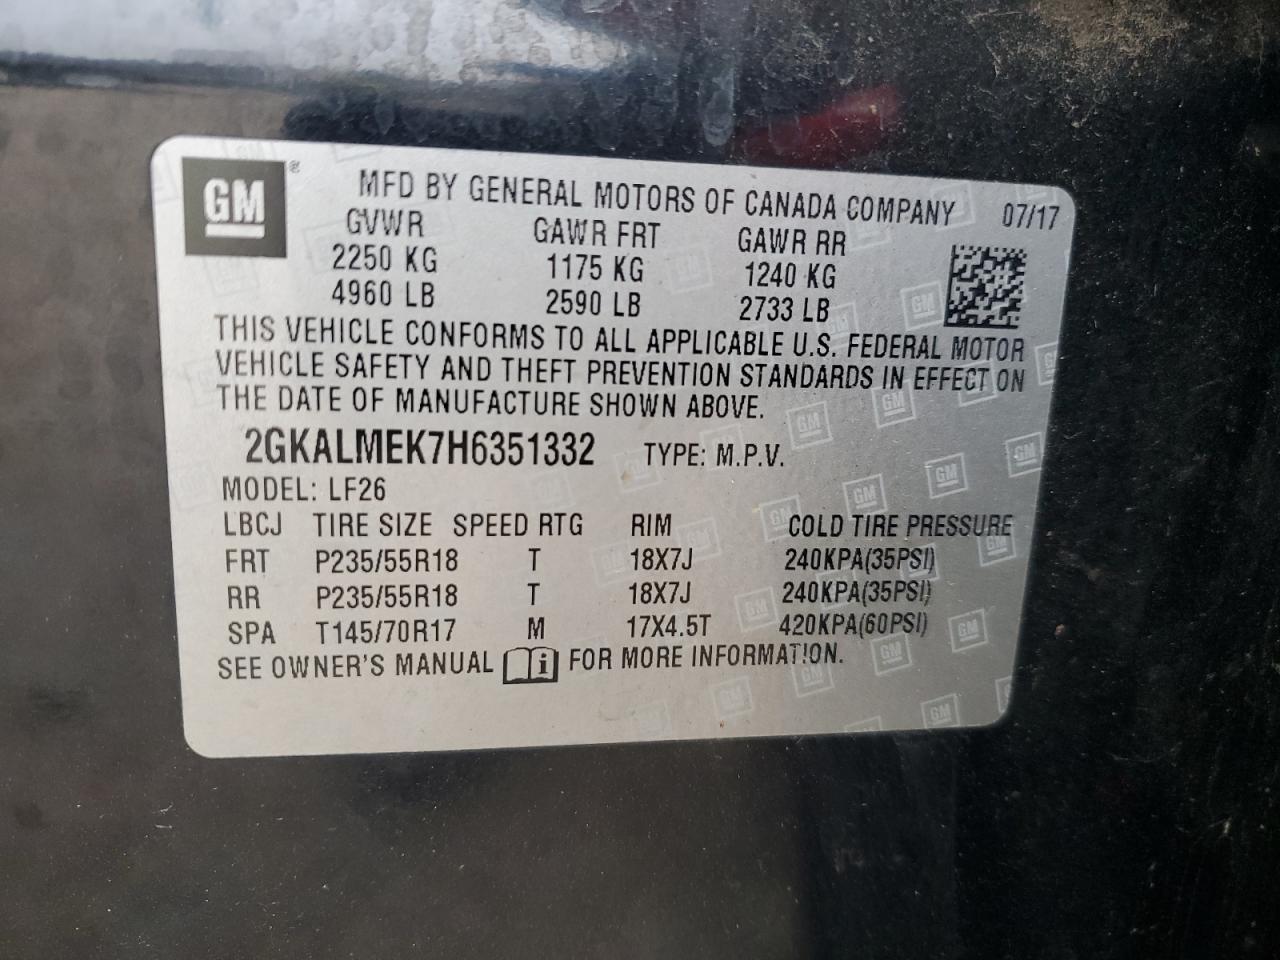 GM ® MFD BY GENERAL MOTORS OF CANADA COMPANY 07/17
GVWR GAWR FRT GAWR RR
2250 KG 1175 KG 1240 KG
4960 LB 2590 LB 2733 LB
THIS VEHICLE CONFORMS TO ALL APPLICABLE U.S. FEDERAL MOTOR
VEHICLE SAFETY AND THEFT PREVENTION STANDARDS IN EFFECT ON
THE DATE OF MANUFACTURE SHOWN ABOVE.
2GKALMEK7H6351332 TYPE: M.P.V.
MODEL: LF26
LBCJ TIRE SIZE SPEED RTG RIM COLD TIRE PRESSURE
FRT P235/55R18 T 18X7J 240KPA(35PSI)
RR P235/55R18 T 18X7J 240KPA(35PSI)
SPA T145/70R17 M 17X4.5T 420KPA(60PSI)
SEE OWNER'S MANUAL i FOR MORE INFORMATION.